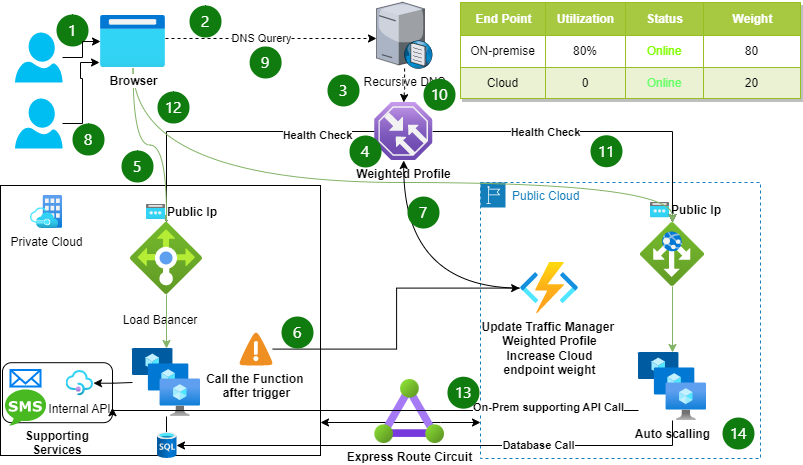 1
2
DNS Qurery
9
Browser
8
12
5
3
Recursive DNS
10
Health Check
4
Weighted Profile
Health Check
11
7
End Point Utilization Status Weight
ON-premise 80% Online 80
Cloud 0 Online 20
Private Cloud
Public Ip
Load Baancer
6
Call the Function
after trigger
SMS
Internal API
Supporting
Services
SQL
Public Cloud
Public Ip
Update Traffic Manager
Weighted Profile
Increase Cloud
endpoint weight
13
On-Prem supporting API Call
Auto scalling
14
Database Call
Express Route Circuit